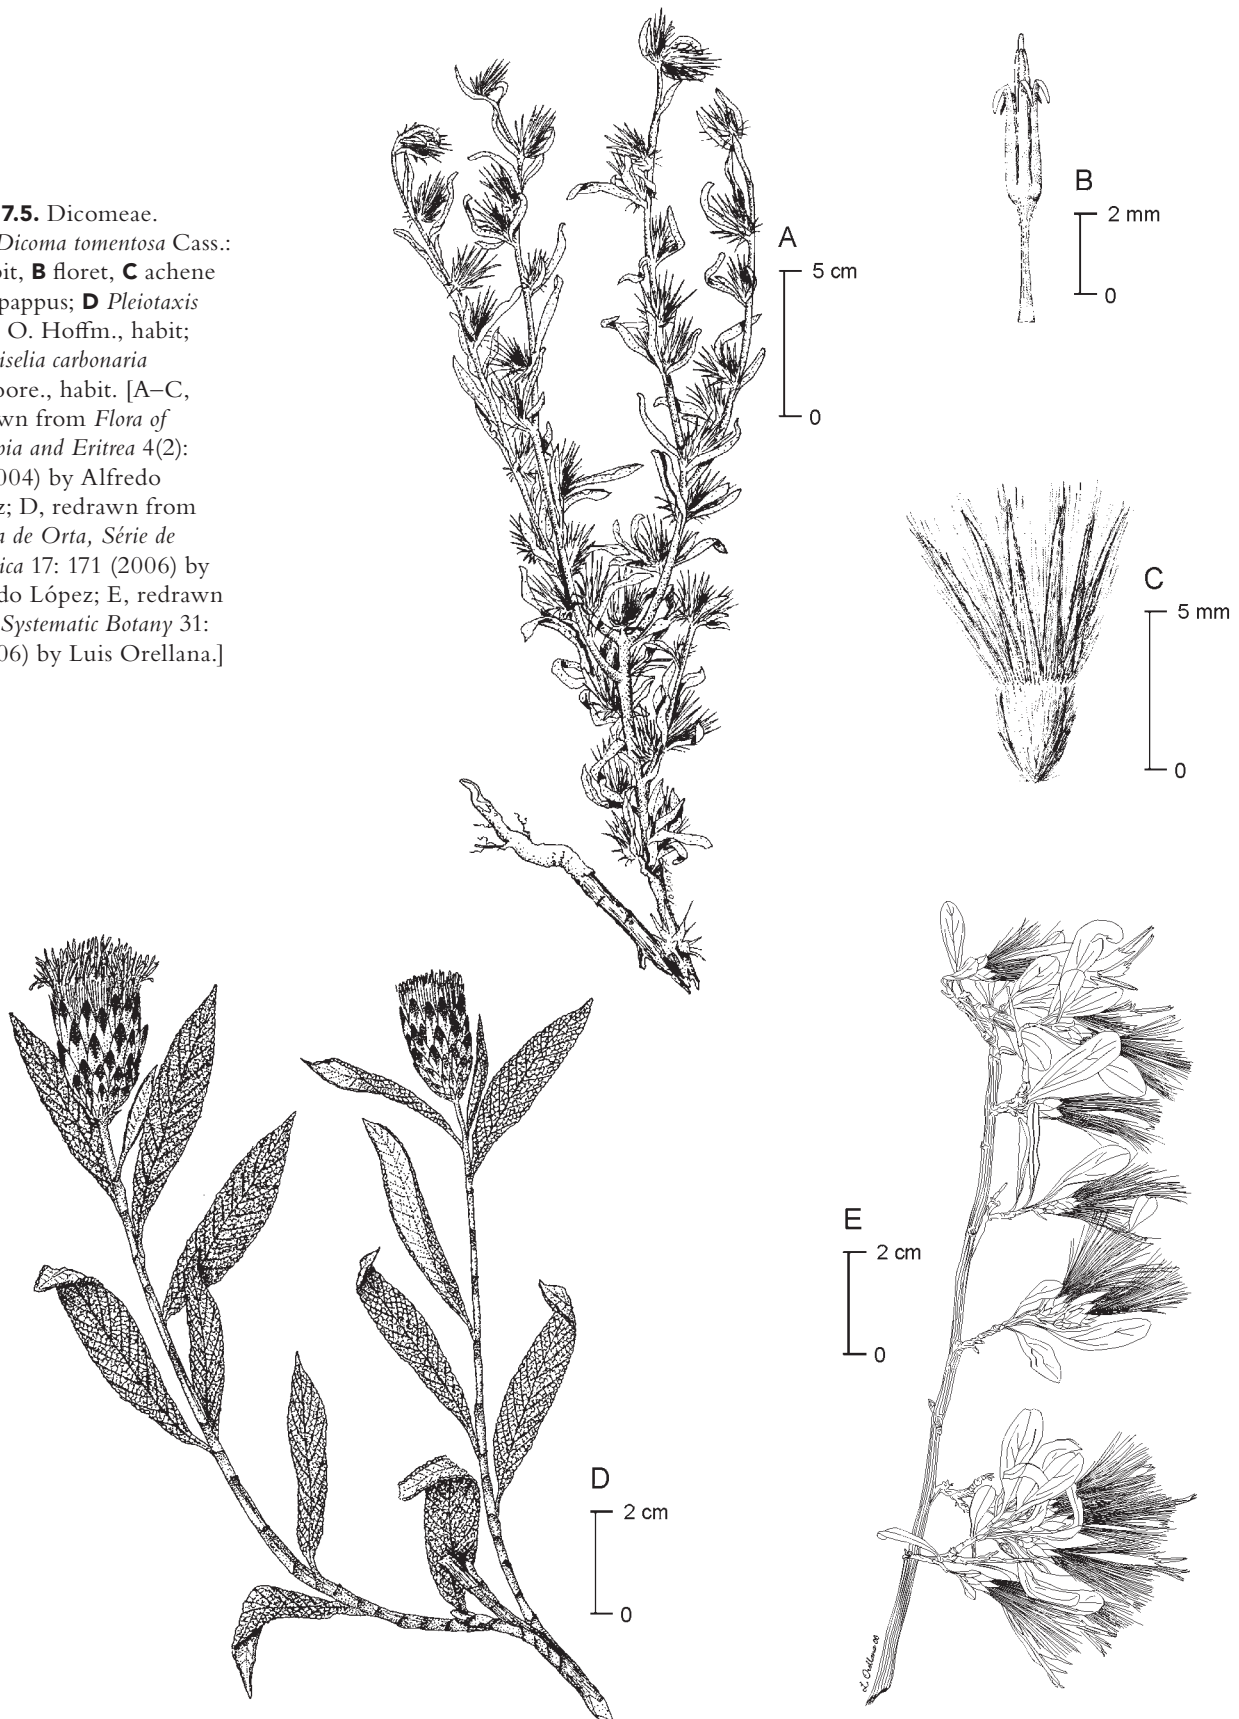 7.5. Dicomeae.
Dicoma tomentosa Cass.:
bit, B floret, C achene
pappus; D Pleiotaxis
O. Hoffm., habit;
iselia carbonaria
oore., habit. [A–C,
wn from Flora of
pia and Eritrea 4(2):
004) by Alfredo
z; D, redrawn from
a de Orta, Série de
ica 17: 171 (2006) by
do López; E, redrawn
Systematic Botany 31:
06) by Luis Orellana.]
A
5 cm
0
B
2 mm
0
C
5 mm
0
D
2 cm
0
E
2 cm
0
L. Orellana 08